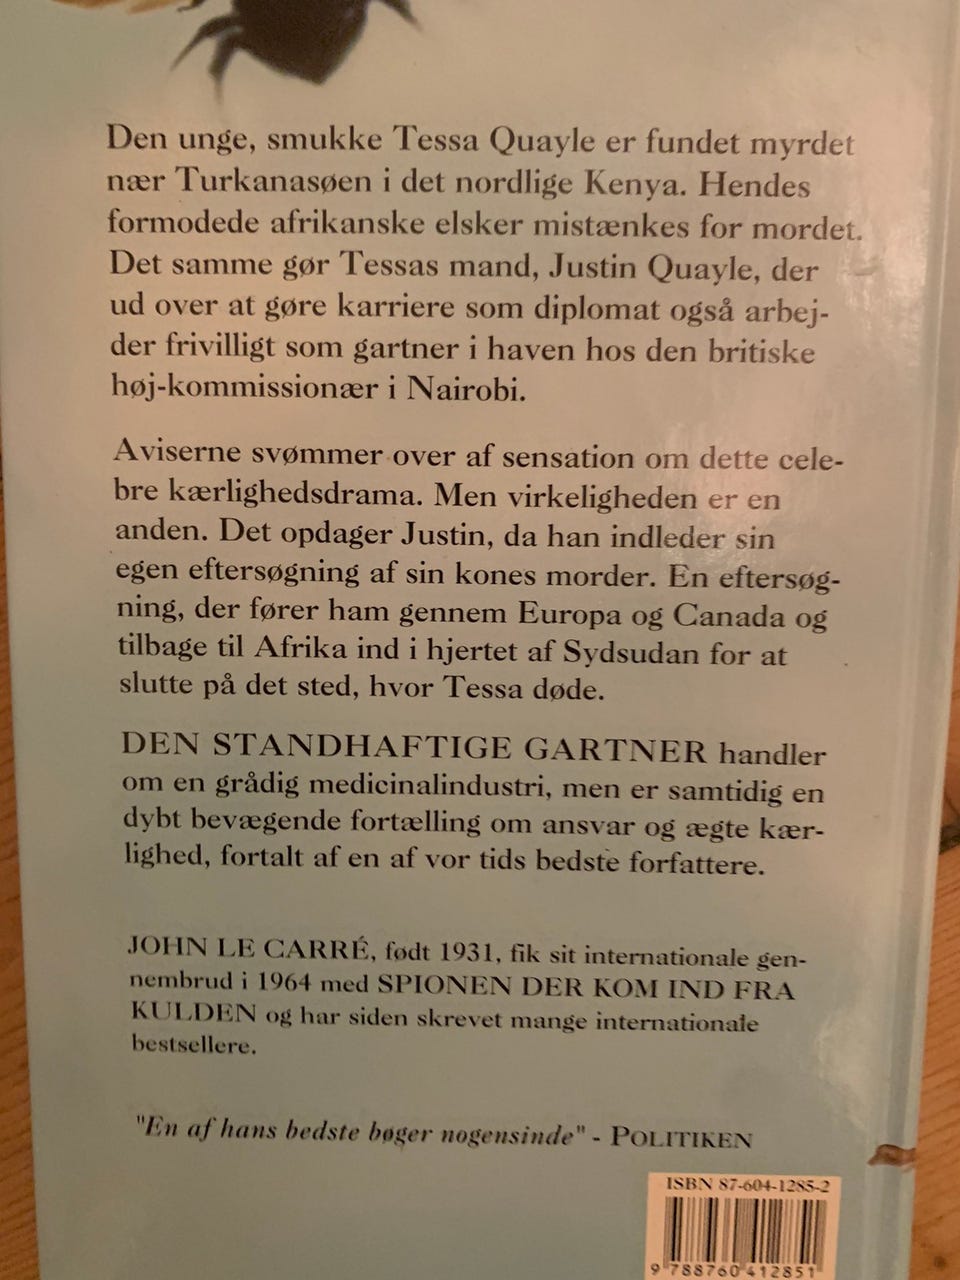 Den unge, smukke Tessa Quayle er fundet myrdet
nær Turkanasøen i det nordlige Kenya. Hendes
formodede afrikanske elsker mistænkes for mordet.
Det samme gør Tessas mand, Justin Quayle, der
ud over at gøre karriere som diplomat også arbej-
der frivilligt som gartner i haven hos den britiske
høj-kommissionær i Nairobi.
Aviserne svømmer over af sensation om dette cele-
bre kærlighedsdrama. Men virkeligheden er en
anden. Det opdager Justin, da han indleder sin
egen eftersøgning af sin kones morder. En eftersøg-
ning, der fører ham gennem Europa og Canada og
tilbage til Afrika ind i hjertet af Sydsudan for at
slutte på det sted, hvor Tessa døde.
DEN STANDHAFTIGE GARTNER handler
om en grådig medicinalindustri, men er samtidig en
dybt bevægende fortælling om ansvar og ægte kær-
lighed, fortalt af en af vor tids bedste forfattere.
JOHN LE CARRÉ, født 1931, fik sit internationale gen-
nembrud i 1964 med SPIONEN DER KOM IND FRA
KULDEN og har siden skrevet mange internationale
bestsellere.
"En af hans bedste bøger nogensinde" - POLITIKEN
ISBN 87-604-1285-2
9 788760 412851